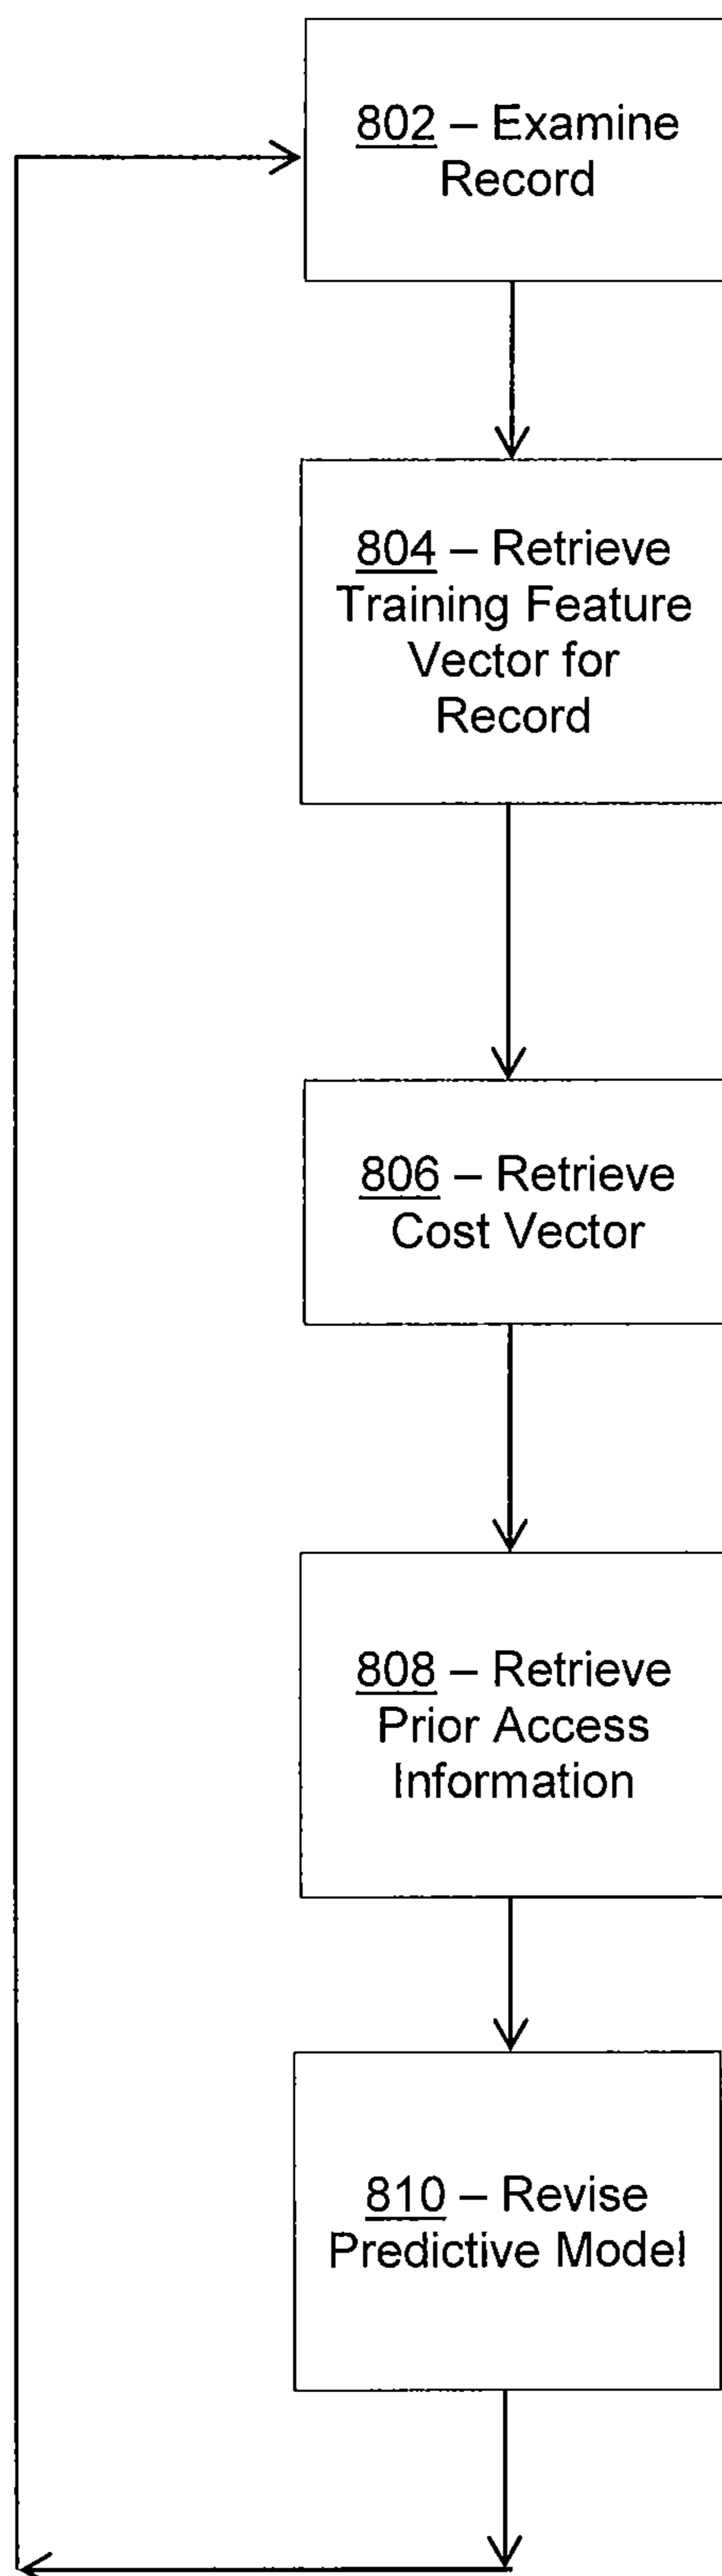 802 – Examine
Record
804 – Retrieve
Training Feature
Vector for
Record
806 – Retrieve
Cost Vector
808 – Retrieve
Prior Access
Information
810 – Revise
Predictive Model